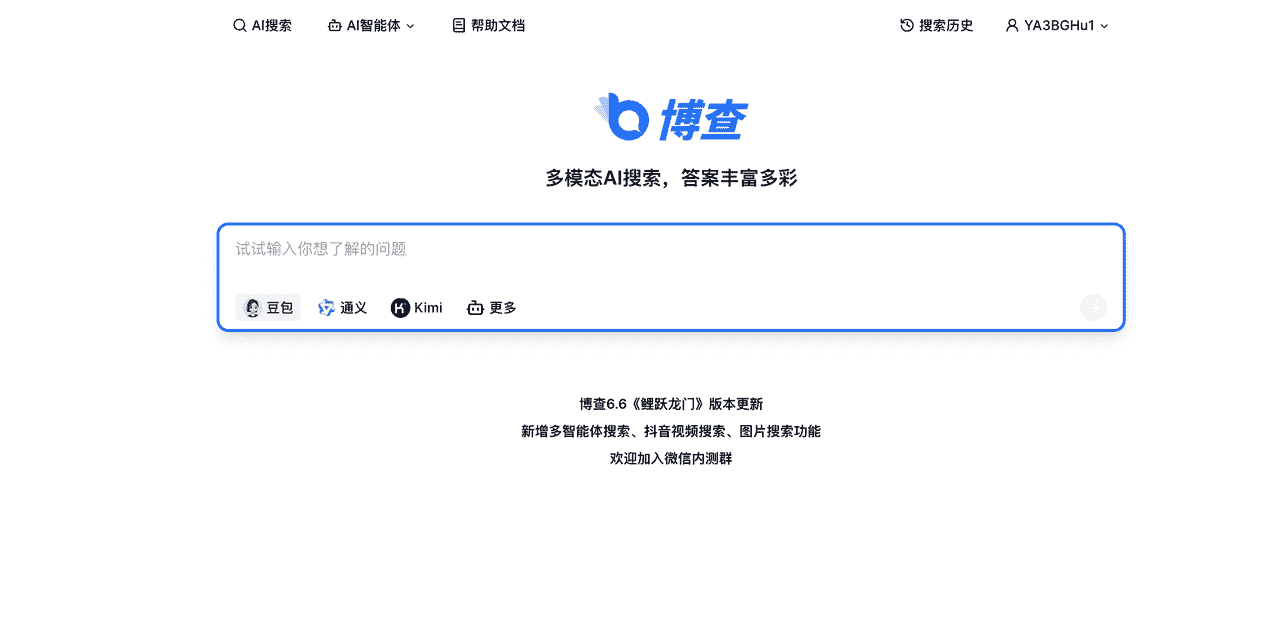 AI搜索 AI智能体 帮助文档 搜索历史 YA3BGHu1
博查
多模态AI搜索，答案丰富多彩
试试输入你想了解的问题
豆包 通义 Kimi 更多
博查6.6《鲤跃龙门》版本更新
新增多智能体搜索、抖音视频搜索、图片搜索功能
欢迎加入微信内测群